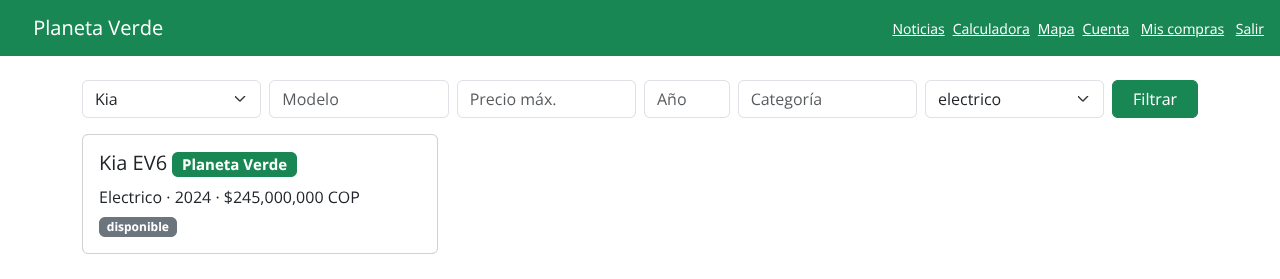 Planeta Verde
Noticias Calculadora Mapa Cuenta Mis compras Salir
Kia Modelo Precio máx. Año Categoría electrico Filtrar
Kia EV6 Planeta Verde
Electrico · 2024 · $245,000,000 COP
disponible